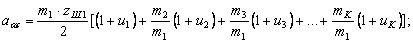 a_{ow} = \frac{m_1 \cdot z_{Ш1}}{2}[(1+u_1)+\frac{m_2}{m_1}(1+u_2)+\frac{m_3}{m_1}(1+u_3)+...+\frac{m_K}{m_1}(1+u_K)];